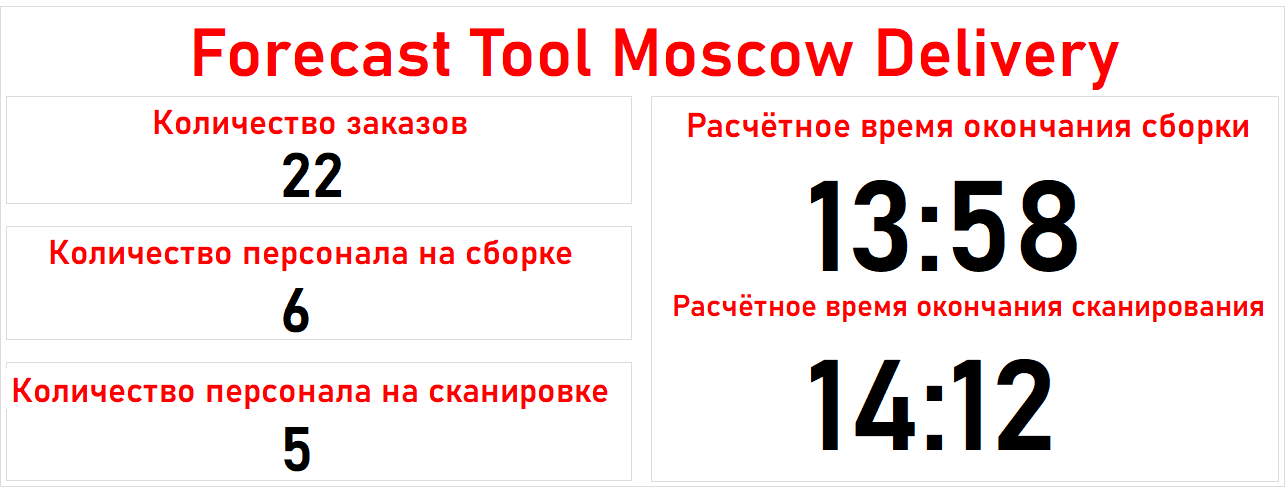 Forecast Tool Moscow Delivery
Количество заказов
22
Количество персонала на сборке
6
Количество персонала на сканировке
5
Расчётное время окончания сборки
13:58
Расчётное время окончания сканирования
14:12